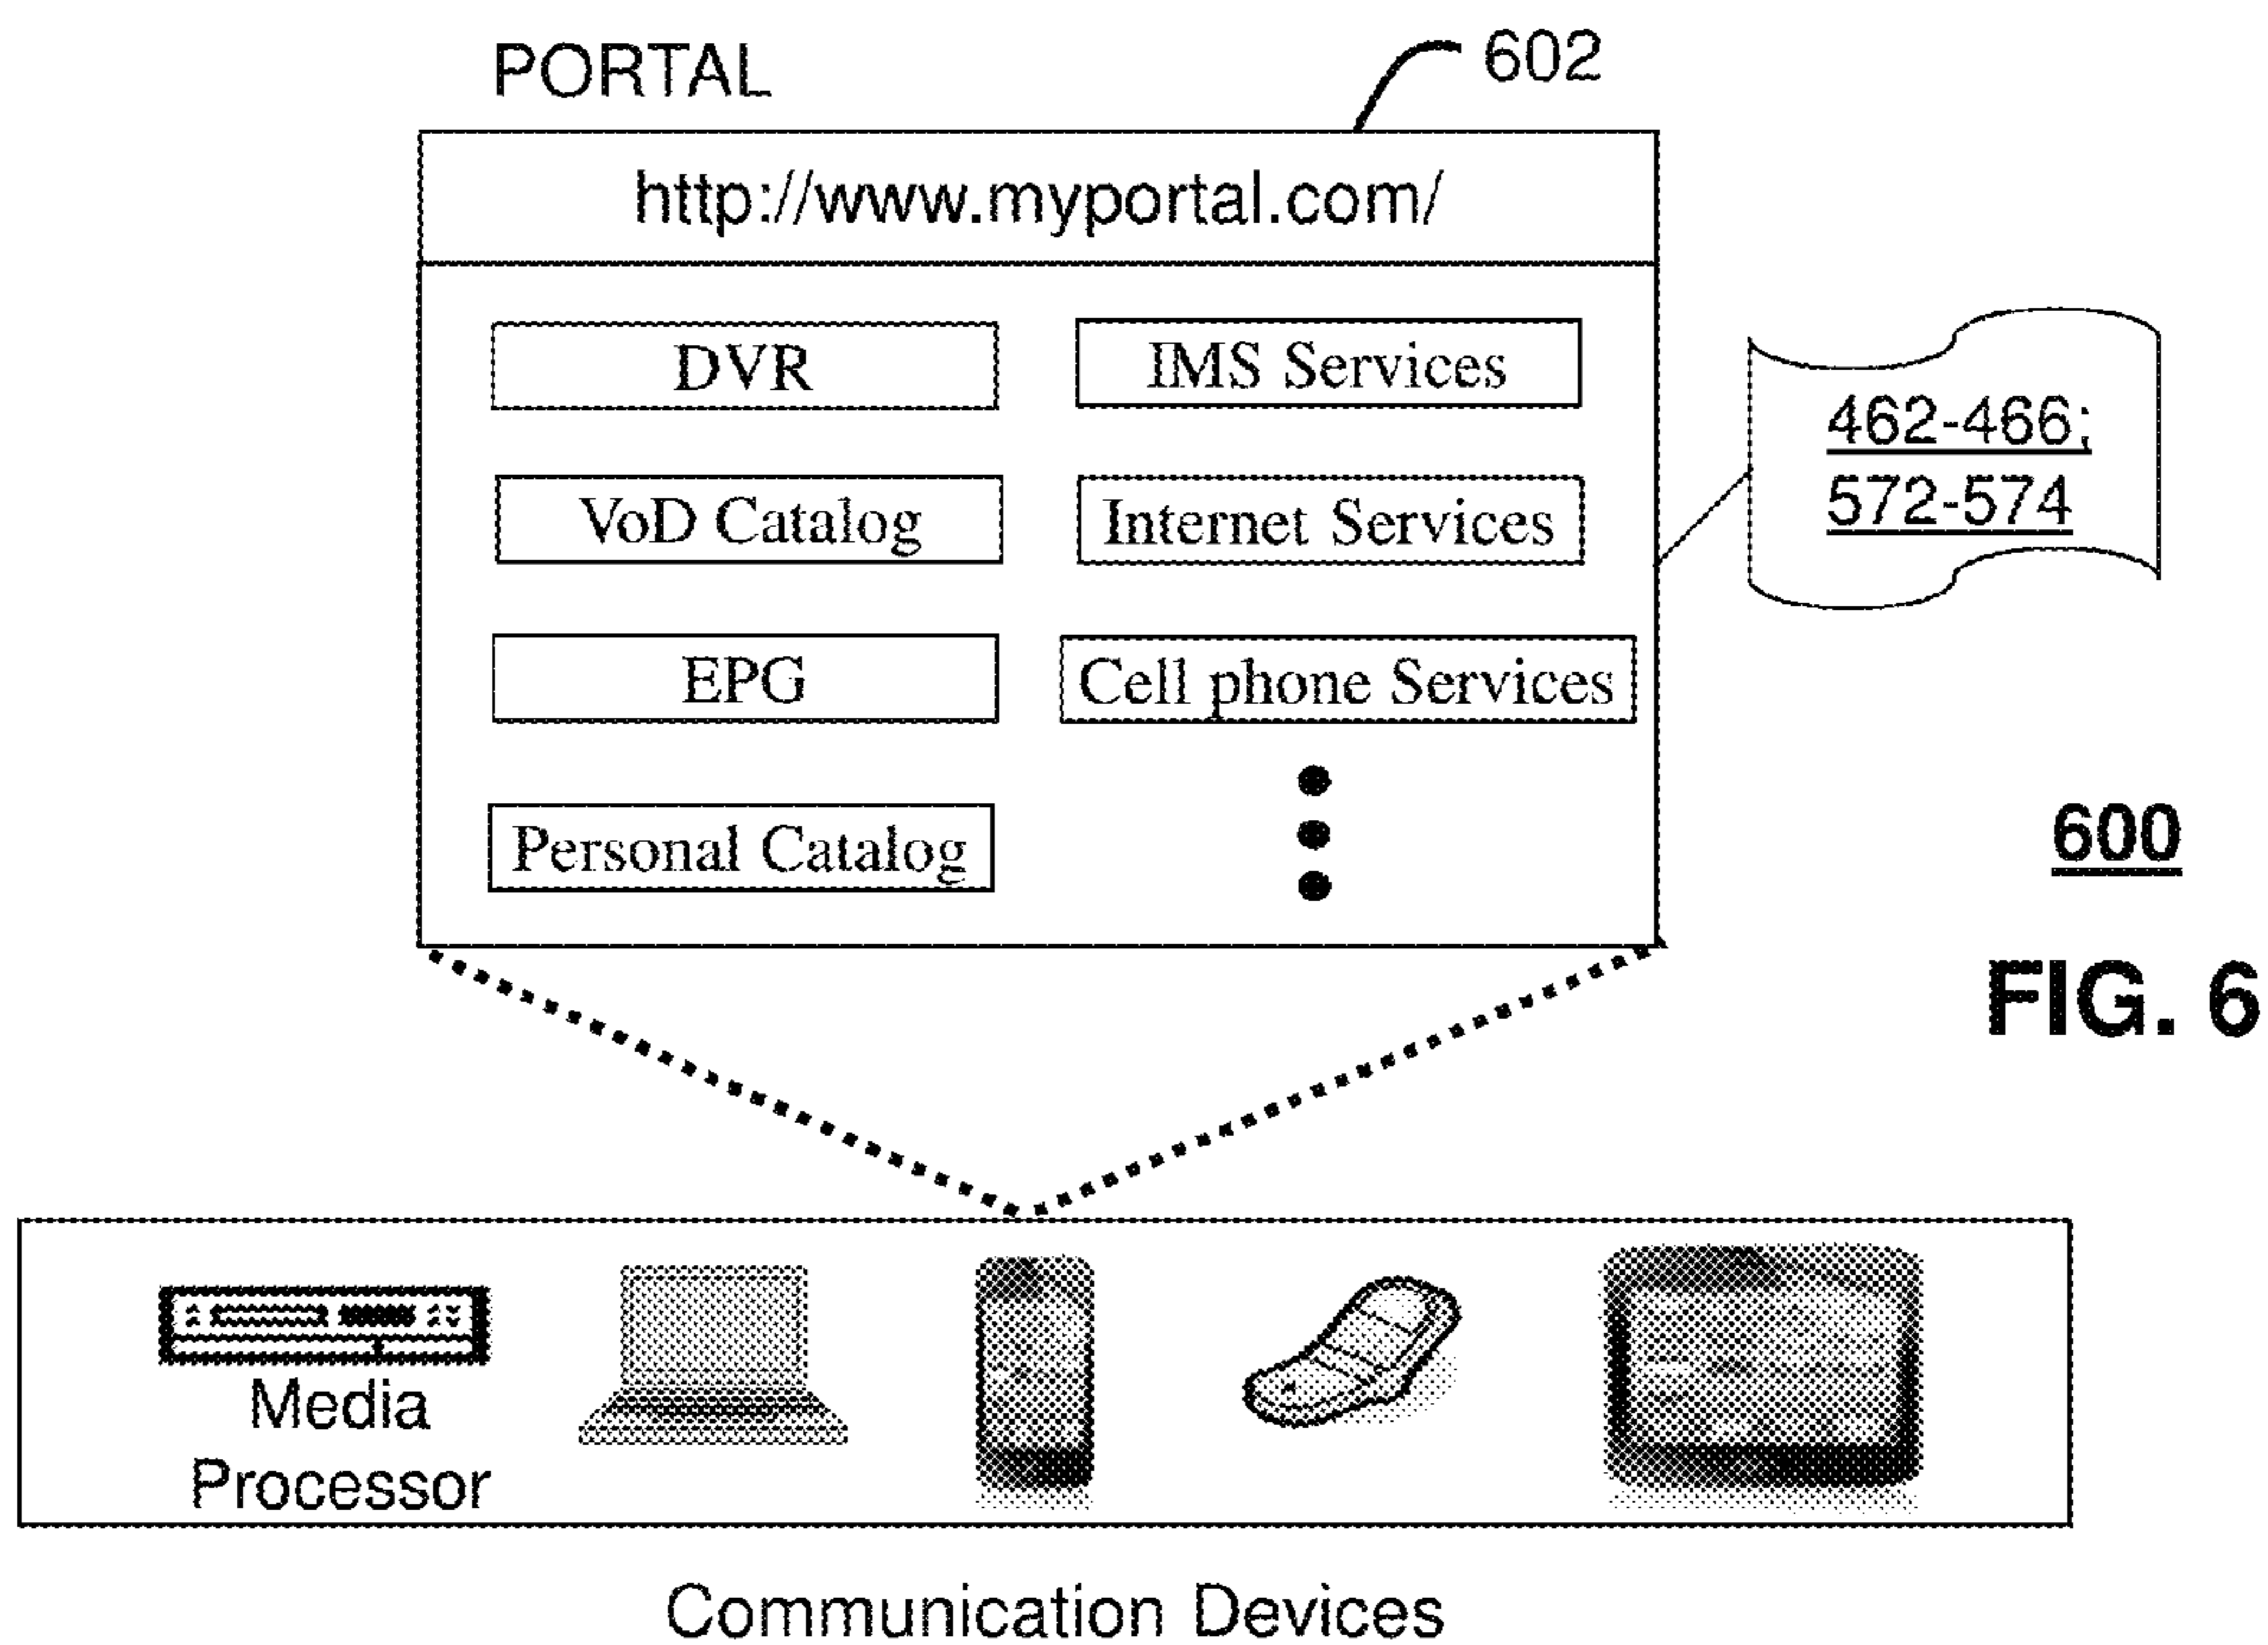 PORTAL
602
http://www.myportal.com/
DVR
IMS Services
462-466;
572-574
VoD Catalog
Internet Services
EPG
Cell phone Services
Personal Catalog
600
FIG. 6
Media
Processor
Communication Devices